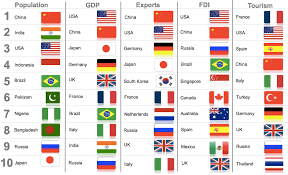 Population GDP Exports FDI Tourism
1 China USA China USA France
2 India China USA China USA
3 USA Japan Germany Russia China
4 Indonesia Germany Japan Brazil Spain
5 Brazil UK South Korea Singapore Italy
6 Pakistan France France Canada Turkey
7 Nigeria Brazil Netherlands Australia Germany
8 Bangladesh Italy Russia Spain UK
9 Russia India Italy Mexico Russia
10 Japan Russia UK UK Thailand